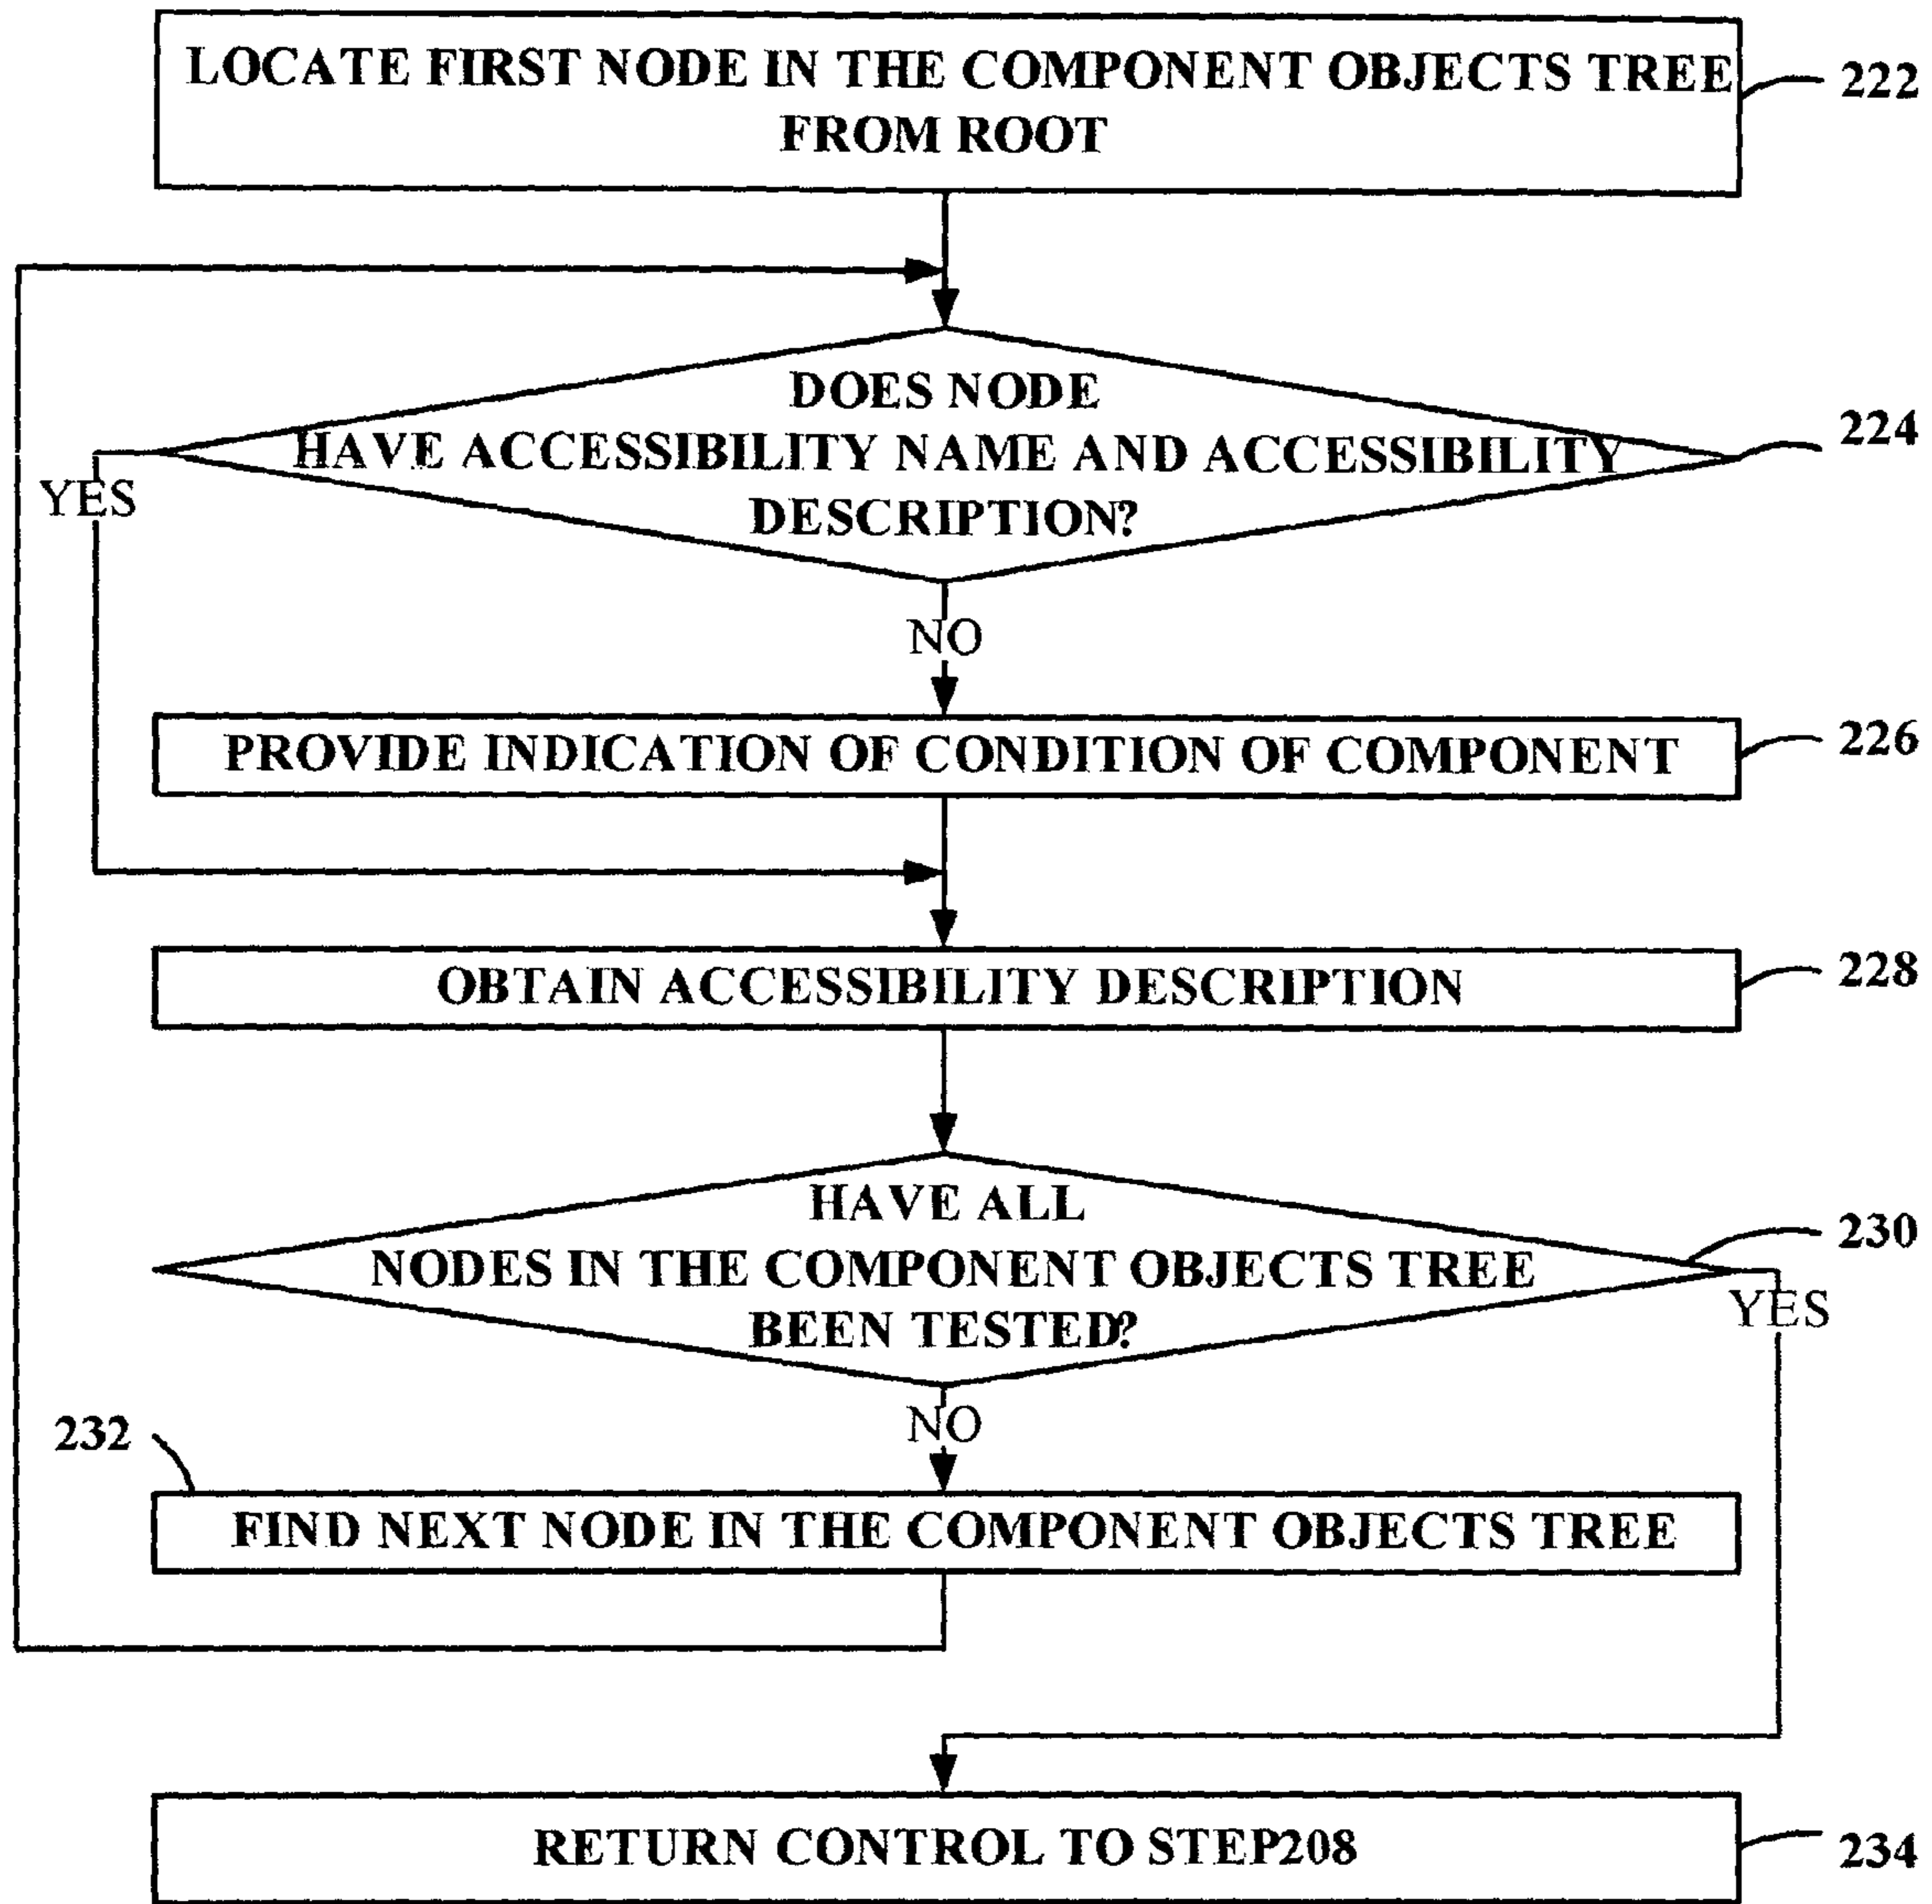 LOCATE FIRST NODE IN THE COMPONENT OBJECTS TREE
FROM ROOT
222
DOES NODE
HAVE ACCESSIBILITY NAME AND ACCESSIBILITY
DESCRIPTION?
224
YES
NO
PROVIDE INDICATION OF CONDITION OF COMPONENT
226
OBTAIN ACCESSIBILITY DESCRIPTION
228
HAVE ALL
NODES IN THE COMPONENT OBJECTS TREE
BEEN TESTED?
230
YES
NO
232
FIND NEXT NODE IN THE COMPONENT OBJECTS TREE
RETURN CONTROL TO STEP208
234